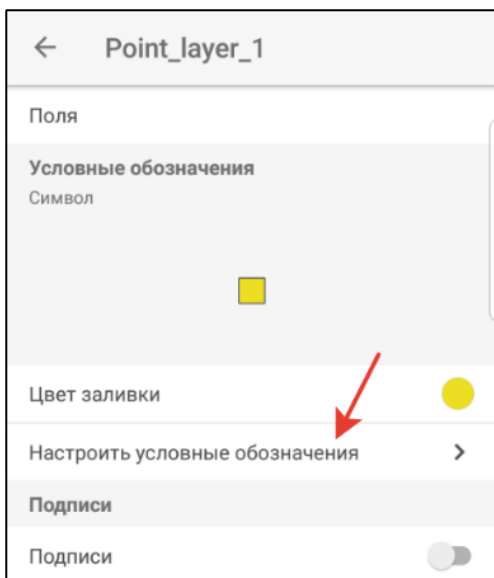 Point_layer_1
Поля
Условные обозначения
Символ
Цвет заливки
Настроить условные обозначения
Подписи
Подписи